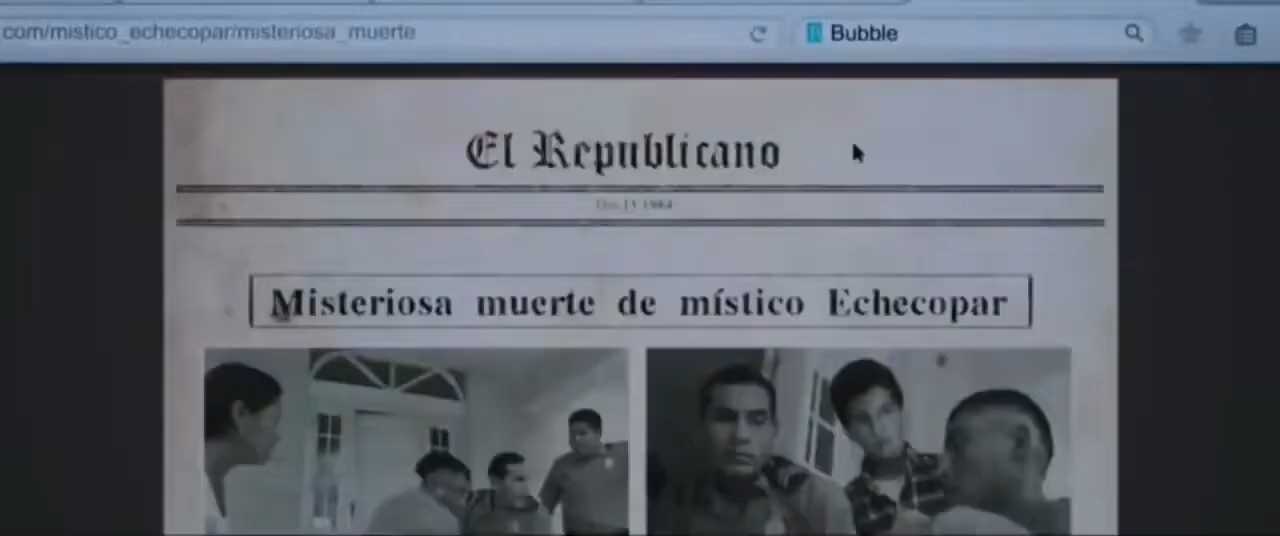 com/mistico_echecopar/misteriosa_muerte
Bubble
El Republicano
Misteriosa muerte de místico Echecopar